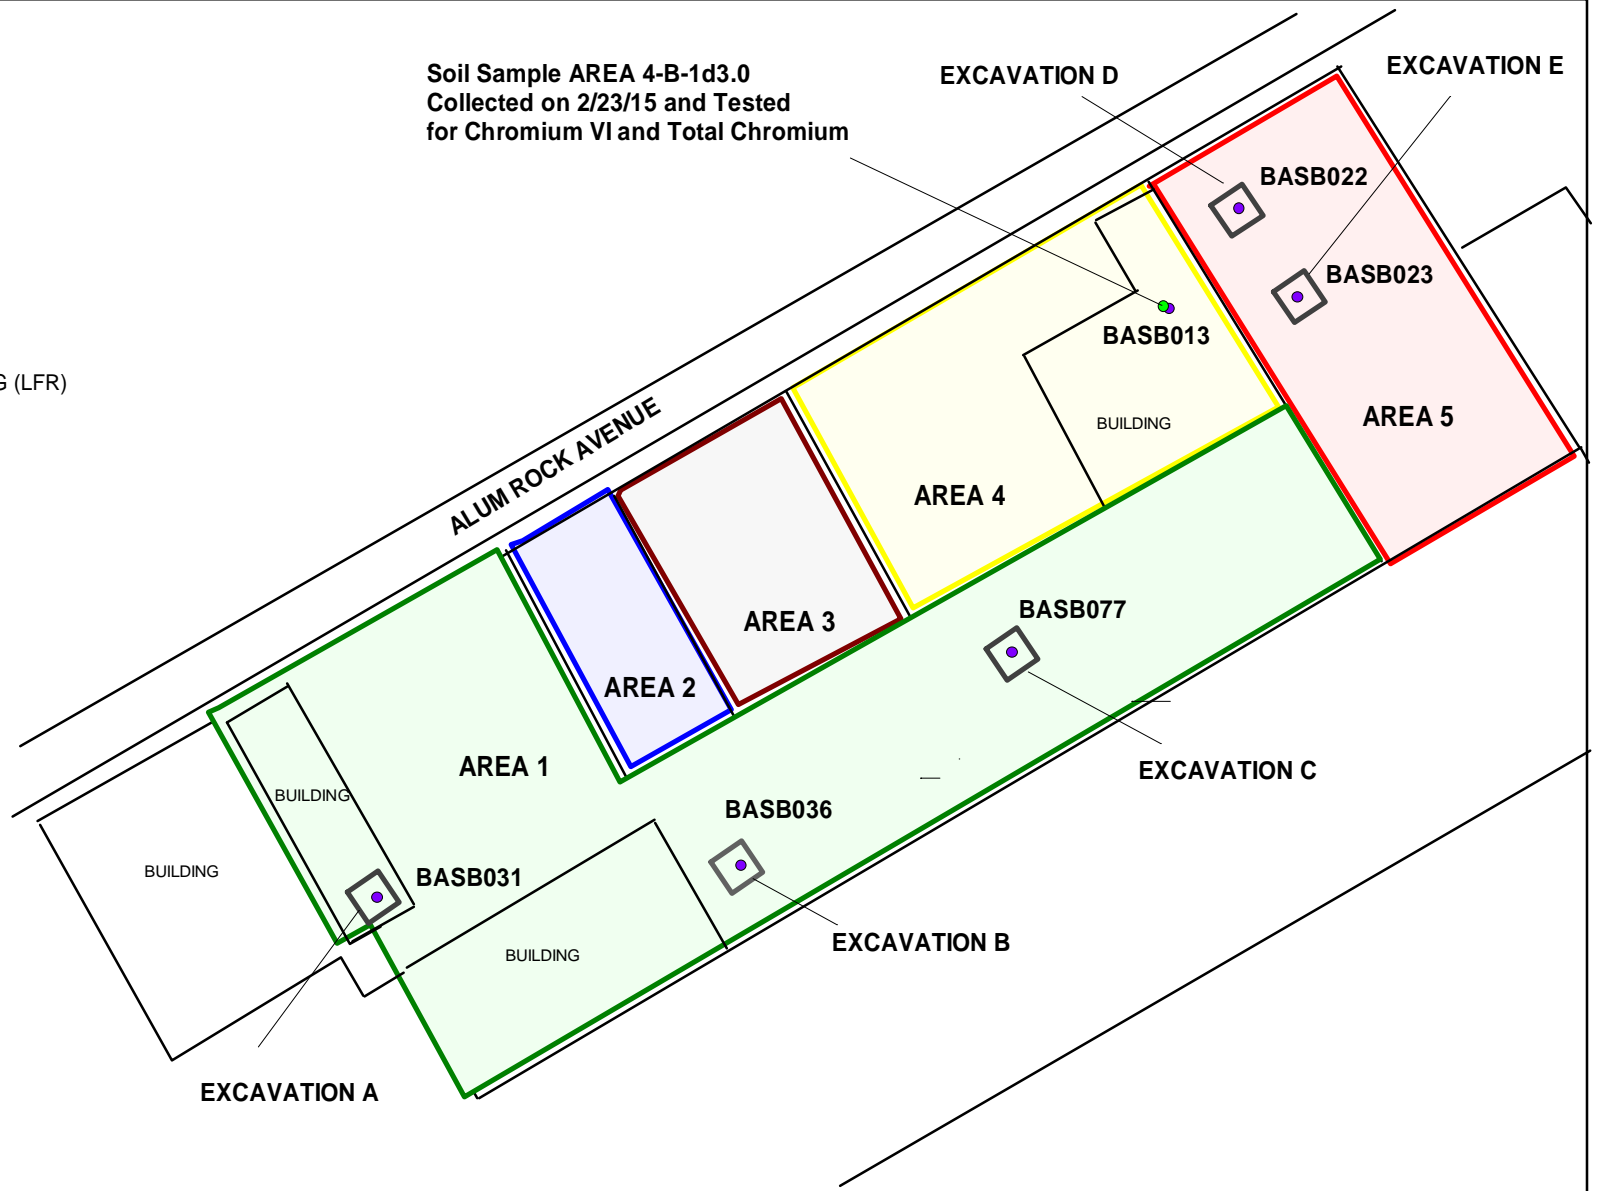 Soil Sample AREA 4-B-1d3.0
Collected on 2/23/15 and Tested
for Chromium VI and Total Chromium
EXCAVATION D
EXCAVATION E
BASB022
BASB023
BASB013
G (LFR)
ALUM ROCK AVENUE
BUILDING
AREA 5
AREA 4
BASB077
AREA 3
AREA 2
AREA 1
EXCAVATION C
BUILDING
BASB036
BUILDING
BASB031
EXCAVATION B
BUILDING
EXCAVATION A